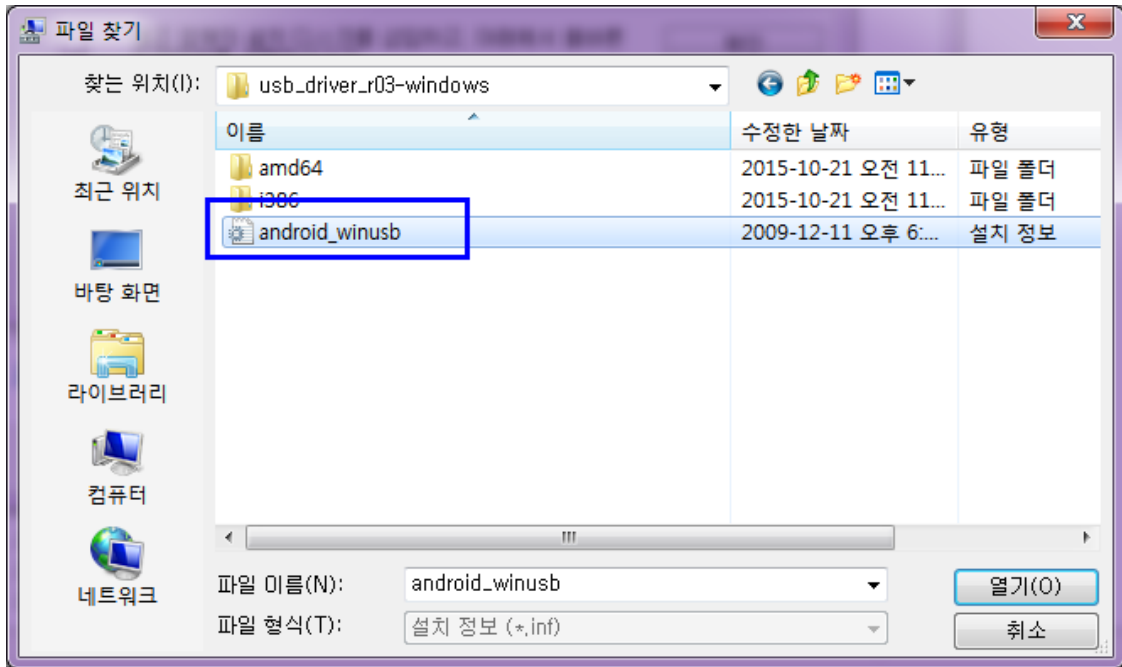 파일 찾기
찾는 위치(I): usb_driver_r03-windows
이름 수정한 날짜 유형
amd64 2015-10-21 오전 11... 파일 폴더
i386 2015-10-21 오전 11... 파일 폴더
android_winusb 2009-12-11 오후 6:... 설치 정보
최근 위치
바탕 화면
라이브러리
컴퓨터
네트워크
파일 이름(N): android_winusb 열기(O)
파일 형식(T): 설치 정보 (*.inf) 취소